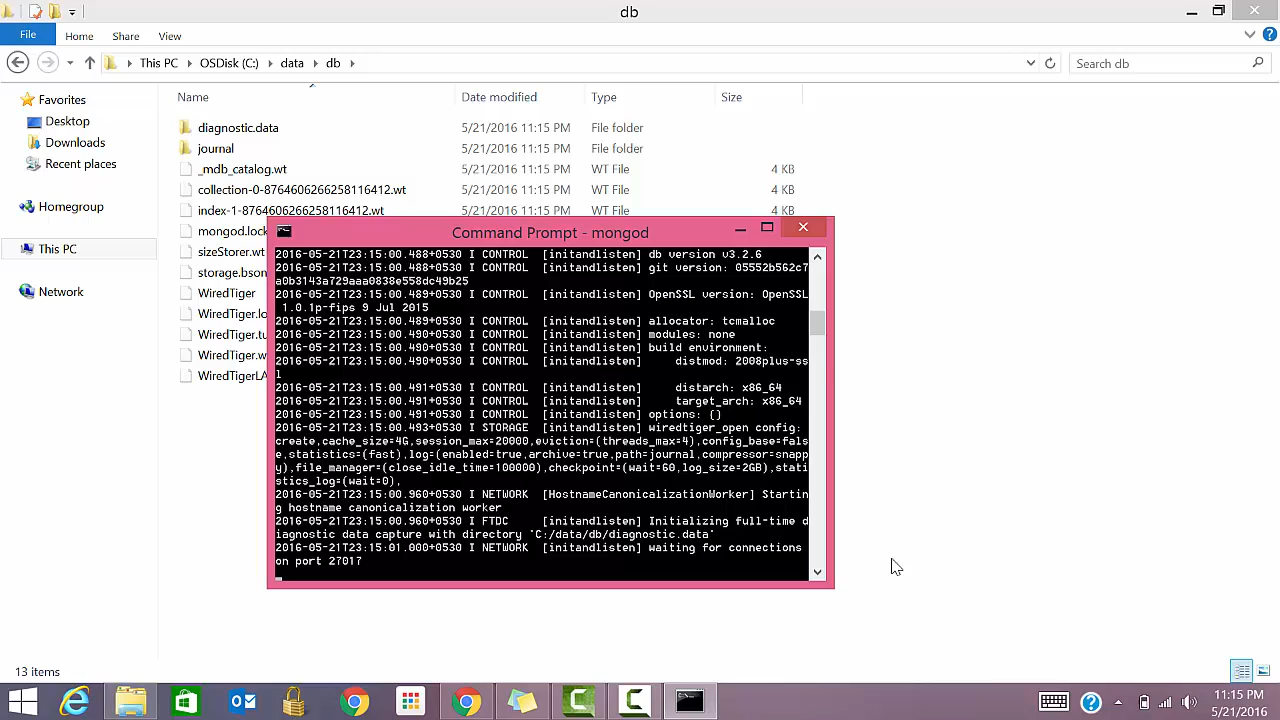 db
File Home Share View
This PC OSDisk (C:) data db
Search db
Name Date modified Type Size
Favorites
Desktop
Downloads
Recent places
Homegroup
This PC
Network
diagnostic.data 5/21/2016 11:15 PM File folder
journal 5/21/2016 11:15 PM File folder
_mdb_catalog.wt 5/21/2016 11:15 PM WT File 4 KB
collection-0-8764606266258116412.wt 5/21/2016 11:15 PM WT File 4 KB
index-1-8764606266258116412.wt 5/21/2016 11:15 PM WT File 4 KB
mongod.lock
sizeStorer.wt
storage.bson
WiredTiger
WiredTiger.lo
WiredTiger.tu
WiredTiger.w
WiredTigerLA
Command Prompt - mongod
2016-05-21T23:15:00.488+0530 I CONTROL [initandlisten] db version v3.2.6
2016-05-21T23:15:00.488+0530 I CONTROL [initandlisten] git version: 05552b562c7
a0b3143a729aaa0838e558dc49b25
2016-05-21T23:15:00.489+0530 I CONTROL [initandlisten] OpenSSL version: OpenSSL
1.0.1p-fips 9 Jul 2015
2016-05-21T23:15:00.489+0530 I CONTROL [initandlisten] allocator: tcmalloc
2016-05-21T23:15:00.490+0530 I CONTROL [initandlisten] modules: none
2016-05-21T23:15:00.490+0530 I CONTROL [initandlisten] build environment:
2016-05-21T23:15:00.490+0530 I CONTROL [initandlisten] distmod: 2008plus-ss
l
2016-05-21T23:15:00.491+0530 I CONTROL [initandlisten] distarch: x86_64
2016-05-21T23:15:00.491+0530 I CONTROL [initandlisten] target_arch: x86_64
2016-05-21T23:15:00.491+0530 I CONTROL [initandlisten] options: {}
2016-05-21T23:15:00.493+0530 I STORAGE [initandlisten] wiredtiger_open config:
create,cache_size=4G,session_max=20000,eviction=(threads_max=4),config_base=fals
e,statistics=(fast),log=(enabled=true,archive=true,path=journal,compressor=snapp
y),file_manager=(close_idle_time=100000),checkpoint=(wait=60,log_size=2GB),stati
stics_log=(wait=0),
2016-05-21T23:15:00.960+0530 I NETWORK [HostnameCanonicalizationWorker] Startin
g hostname canonicalization worker
2016-05-21T23:15:00.960+0530 I FTDC [initandlisten] Initializing full-time d
iagnostic data capture with directory 'C:/data/db/diagnostic.data'
2016-05-21T23:15:01.000+0530 I NETWORK [initandlisten] waiting for connections
on port 27017
13 items
11:15 PM
5/21/2016